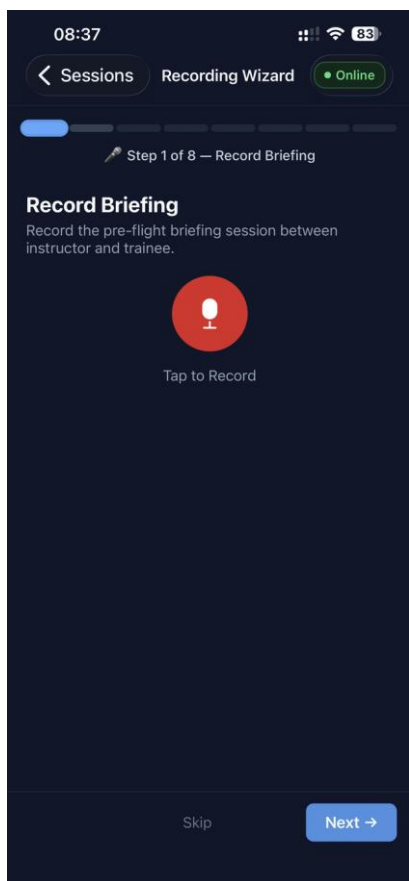 08:37
83
Sessions
Recording Wizard
Online
Step 1 of 8 — Record Briefing
Record Briefing
Record the pre-flight briefing session between
instructor and trainee.
Tap to Record
Skip
Next →